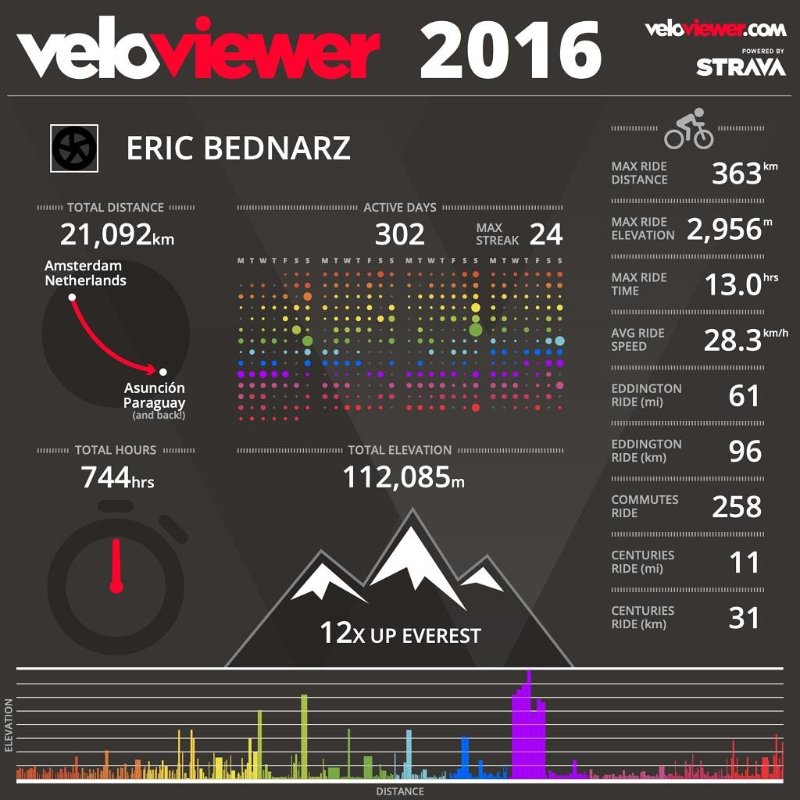 veloviewer 2016
veloviewer.com
POWERED BY
STRAVA
ERIC BEDNARZ
TOTAL DISTANCE
21,092km
Amsterdam
Netherlands
Asunción
Paraguay
(and back!)
ACTIVE DAYS
302
MAX
STREAK 24
M T W T F S S M T W T F S S M T W T F S S M T W T F S S
TOTAL HOURS
744hrs
TOTAL ELEVATION
112,085m
12X UP EVEREST
MAX RIDE
DISTANCE 363km
MAX RIDE
ELEVATION 2,956m
MAX RIDE
TIME 13.0hrs
AVG RIDE
SPEED 28.3km/h
EDDINGTON
RIDE (mi) 61
EDDINGTON
RIDE (km) 96
COMMUTES
RIDE 258
CENTURIES
RIDE (mi) 11
CENTURIES
RIDE (km) 31
ELEVATION
DISTANCE